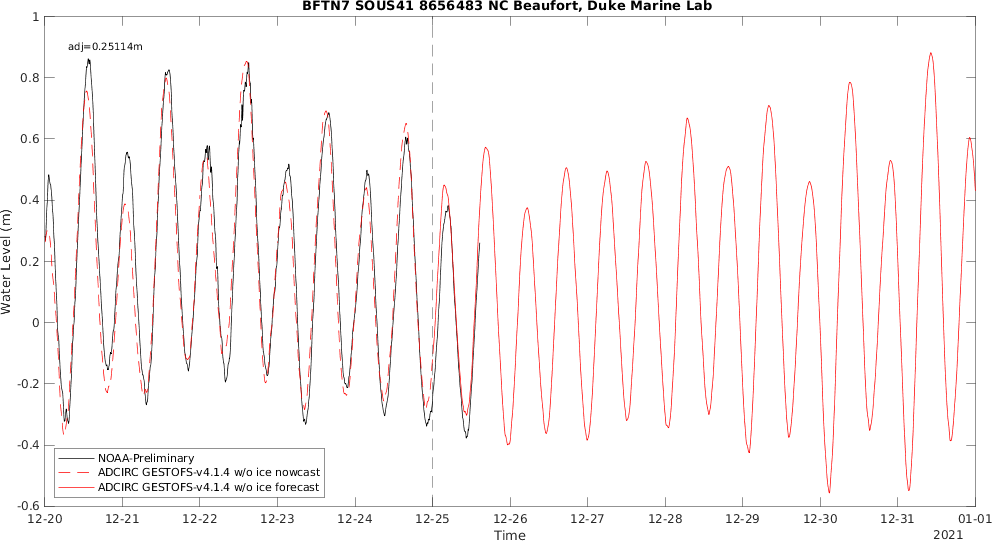 BFTN7 SOUS41 8656483 NC Beaufort, Duke Marine Lab
adj=0.25114m
1
0.8
0.6
0.4
0.2
0
-0.2
-0.4
-0.6
Water Level (m)
NOAA-Preliminary
ADCIRC GESTOFS-v4.1.4 w/o ice nowcast
ADCIRC GESTOFS-v4.1.4 w/o ice forecast
12-20 12-21 12-22 12-23 12-24 12-25 12-26 12-27 12-28 12-29 12-30 12-31 01-01
Time
2021